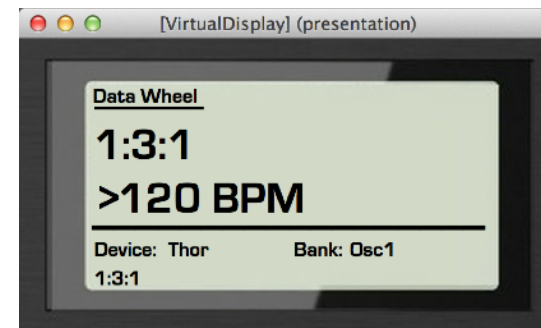 [VirtualDisplay] (presentation)
Data Wheel
1:3:1
>120 BPM
Device: Thor Bank: Osc1
1:3:1